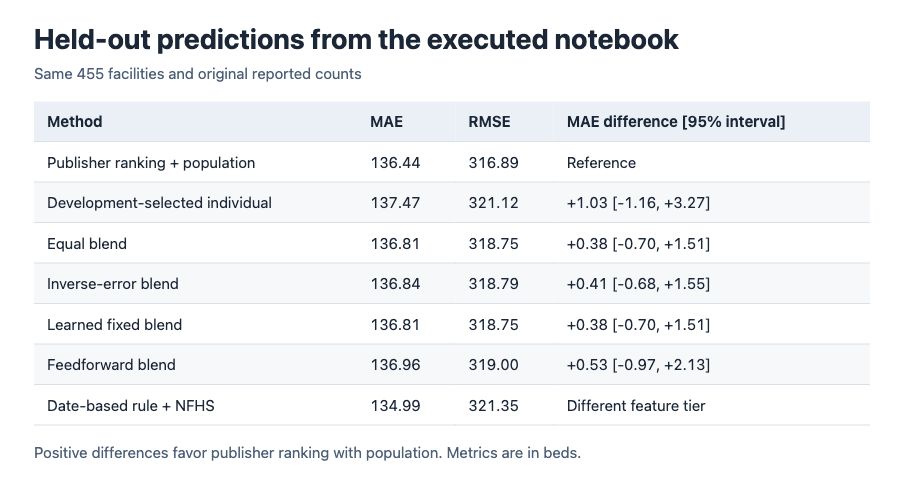 Held-out predictions from the executed notebook
Same 455 facilities and original reported counts
Method MAE RMSE MAE difference [95% interval]
Publisher ranking + population 136.44 316.89 Reference
Development-selected individual 137.47 321.12 +1.03 [-1.16, +3.27]
Equal blend 136.81 318.75 +0.38 [-0.70, +1.51]
Inverse-error blend 136.84 318.79 +0.41 [-0.68, +1.55]
Learned fixed blend 136.81 318.75 +0.38 [-0.70, +1.51]
Feedforward blend 136.96 319.00 +0.53 [-0.97, +2.13]
Date-based rule + NFHS 134.99 321.35 Different feature tier
Positive differences favor publisher ranking with population. Metrics are in beds.